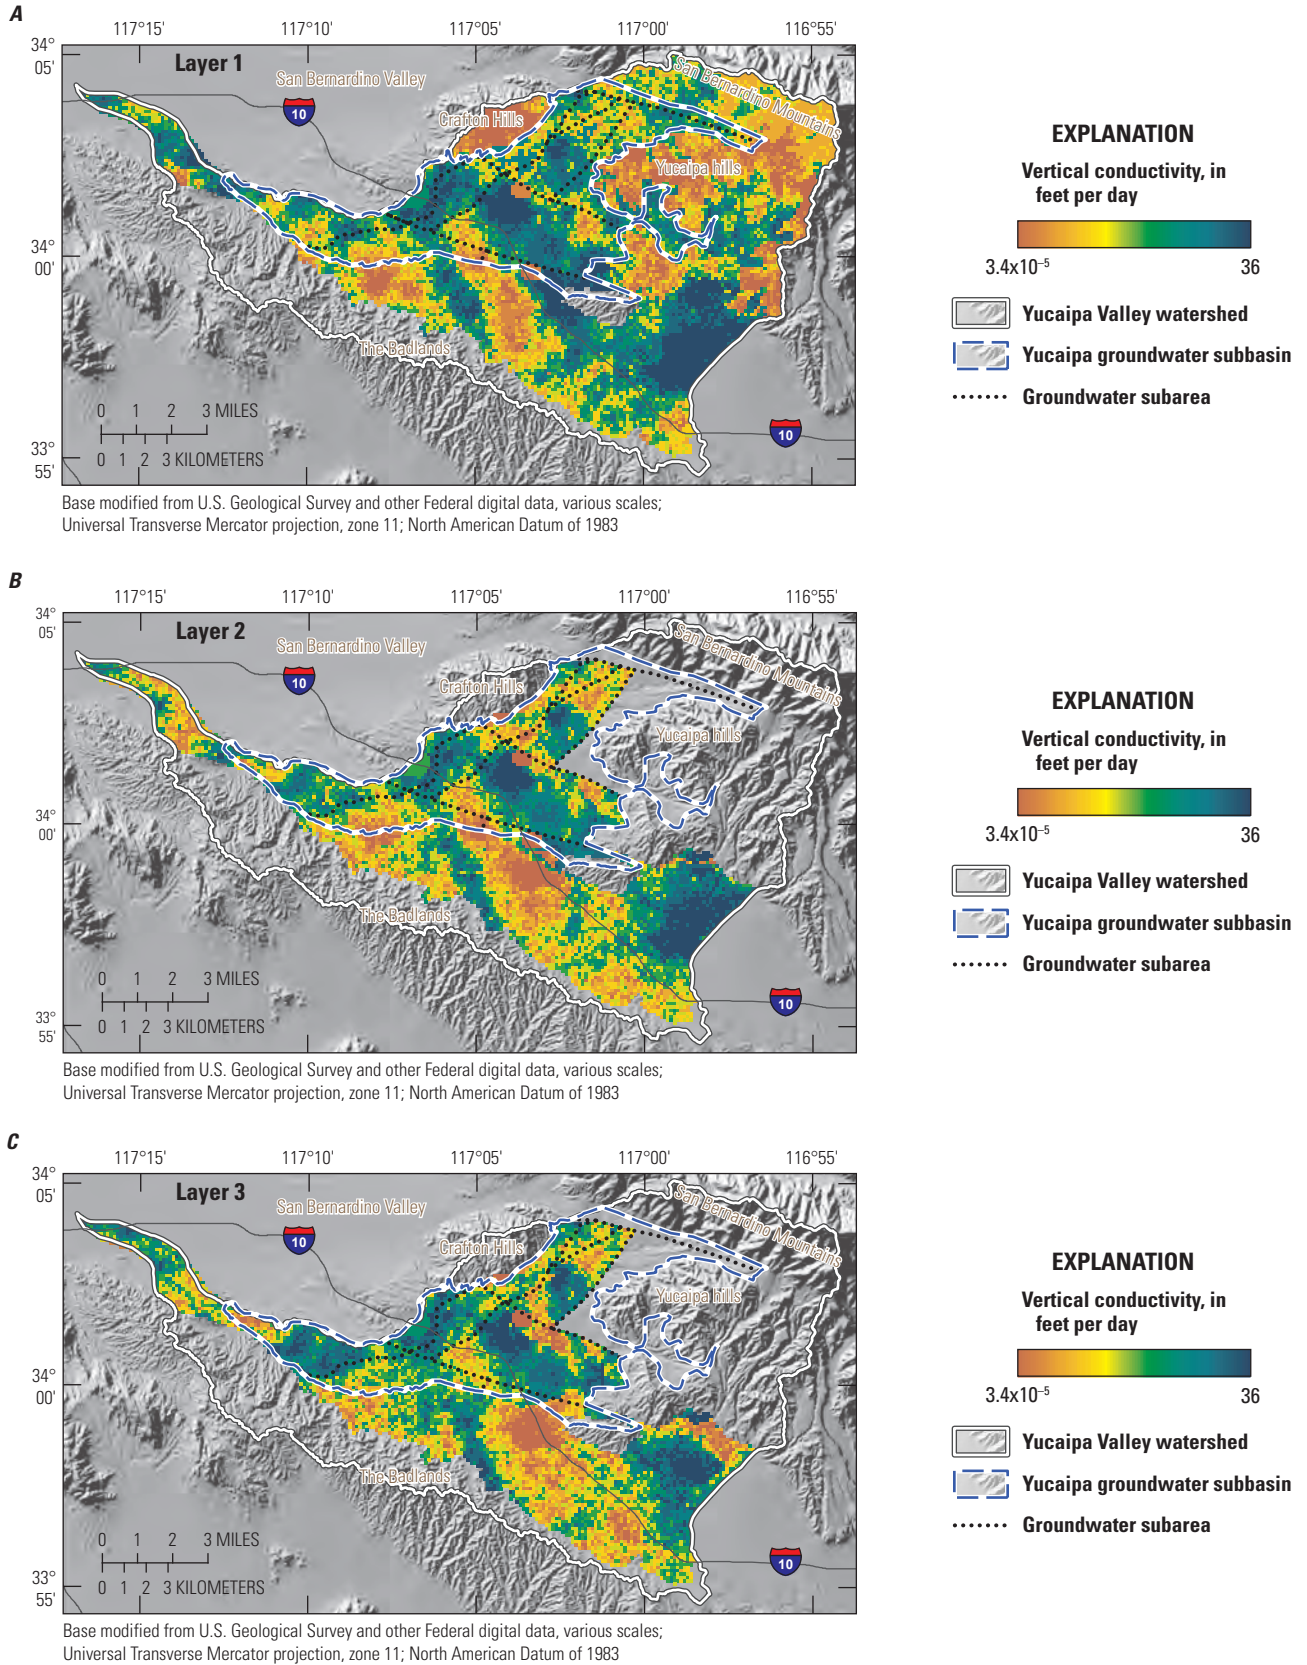 A
117°15' 117°10' 117°05' 117°00' 116°55'
34°
05'
Layer 1
San Bernardino Valley
San Bernardino Mountains
10
Crafton Hills
Yucaipa hills
34°
00'
The Badlands
0 1 2 3 MILES
0 1 2 3 KILOMETERS
10
33°
55'
Base modified from U.S. Geological Survey and other Federal digital data, various scales;
Universal Transverse Mercator projection, zone 11; North American Datum of 1983
EXPLANATION
Vertical conductivity, in
feet per day
3.4x10⁻⁵ 36
Yucaipa Valley watershed
Yucaipa groundwater subbasin
Groundwater subarea
B
117°15' 117°10' 117°05' 117°00' 116°55'
34°
05'
Layer 2
San Bernardino Valley
San Bernardino Mountains
10
Crafton Hills
Yucaipa hills
34°
00'
The Badlands
0 1 2 3 MILES
0 1 2 3 KILOMETERS
10
33°
55'
Base modified from U.S. Geological Survey and other Federal digital data, various scales;
Universal Transverse Mercator projection, zone 11; North American Datum of 1983
EXPLANATION
Vertical conductivity, in
feet per day
3.4x10⁻⁵ 36
Yucaipa Valley watershed
Yucaipa groundwater subbasin
Groundwater subarea
C
117°15' 117°10' 117°05' 117°00' 116°55'
34°
05'
Layer 3
San Bernardino Valley
San Bernardino Mountains
10
Crafton Hills
Yucaipa hills
34°
00'
The Badlands
0 1 2 3 MILES
0 1 2 3 KILOMETERS
10
33°
55'
Base modified from U.S. Geological Survey and other Federal digital data, various scales;
Universal Transverse Mercator projection, zone 11; North American Datum of 1983
EXPLANATION
Vertical conductivity, in
feet per day
3.4x10⁻⁵ 36
Yucaipa Valley watershed
Yucaipa groundwater subbasin
Groundwater subarea